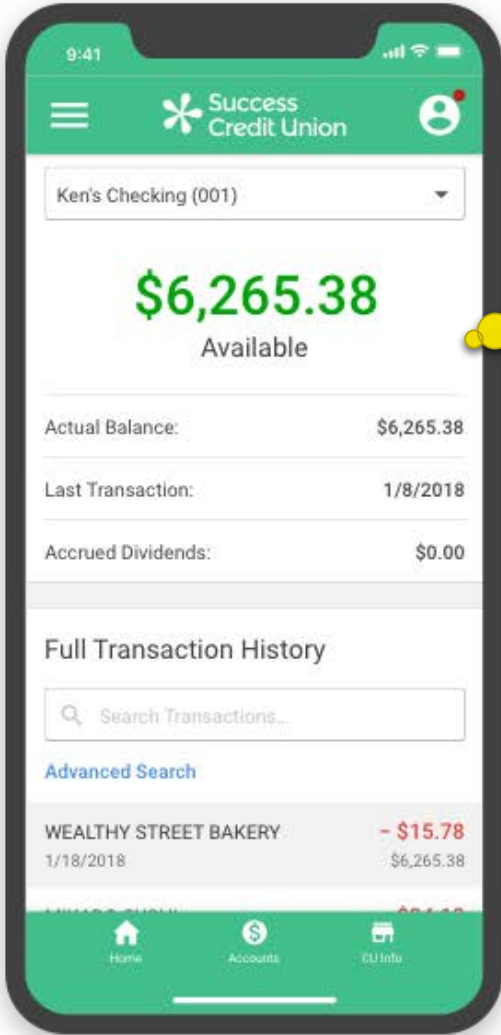 9:41
Success
Credit Union
Ken's Checking (001)
$6,265.38
Available
Actual Balance: $6,265.38
Last Transaction: 1/8/2018
Accrued Dividends: $0.00
Full Transaction History
Search Transactions...
Advanced Search
WEALTHY STREET BAKERY - $15.78
1/18/2018 $6,265.38
Home Accounts CU Info